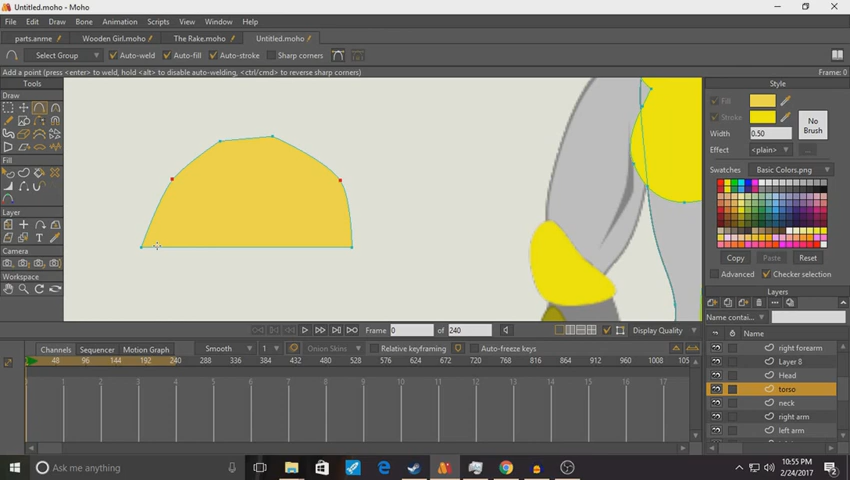 Untitled.moho - Moho
File Edit Draw Bone Animation Scripts View Window Help
parts.anme Wooden Girl.moho The Rake.moho Untitled.moho
Select Group Auto-weld Auto-fill Auto-stroke Sharp corners
Add a point (press <enter> to weld, hold <alt> to disable auto-welding, <ctrl/cmd> to reverse sharp corners) Frame: 0
Tools
Draw
Fill
Layer
Camera
Workspace
Style
Fill
Stroke
No
Brush
Width 0.50
Effect <plain> ...
Swatches Basic Colors.png
Copy Paste Reset
Advanced Checker selection
Layers
Name contai...
Name
right forearm
Layer 8
Head
torso
neck
right arm
left arm
Frame 0 of 240 Display Quality
Channels Sequencer Motion Graph Smooth 1 Onion Skins Relative keyframing Auto-freeze keys
48 96 144 192 240 288 336 384 432 480 528 576 624 672 720 768 816 864 912 960 1008 105
1 2 3 4 5 6 7 8 9 10 11 12 13 14 15 16 17
Ask me anything
10:55 PM
2/24/2017
2